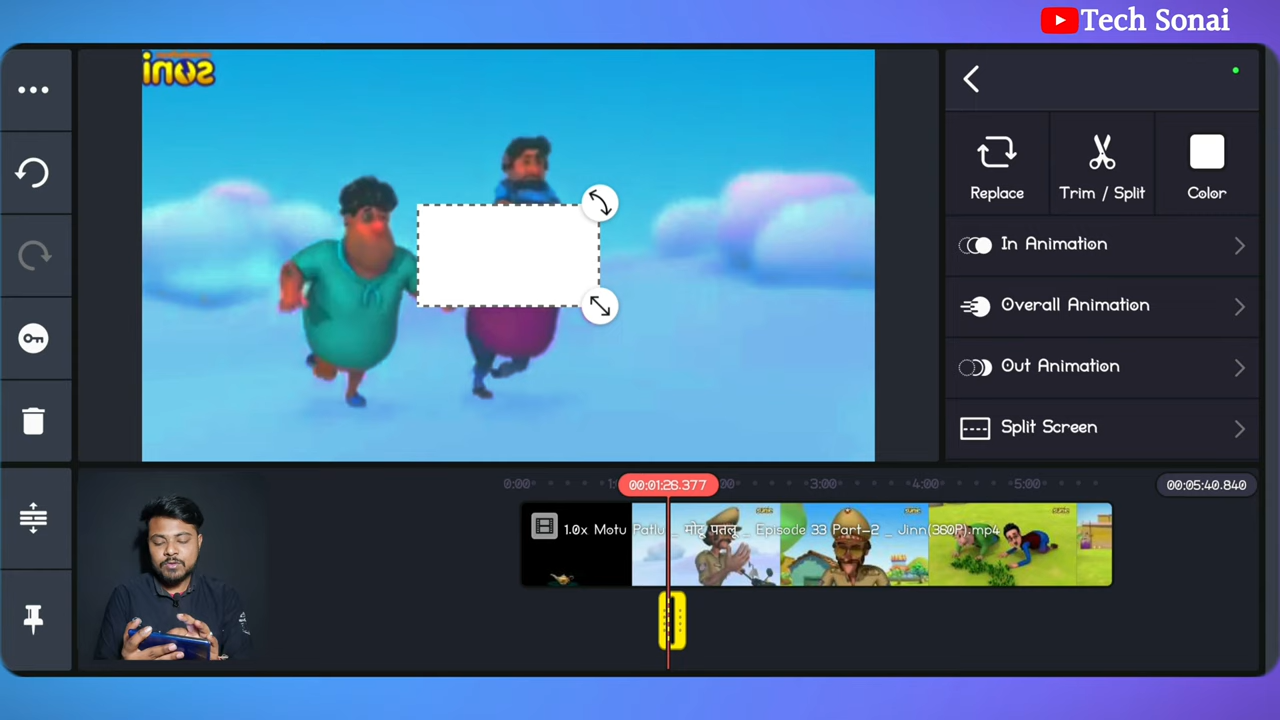 Tech Sonai
soni
Replace
Trim / Split
Color
In Animation
Overall Animation
Out Animation
Split Screen
0:00
00:01:26.377
3:00
4:00
5:00
00:05:40.840
1.0x Motu Patlu _ मोटू पतलू _ Episode 33 Part-2 _ Jinn(360P).mp4